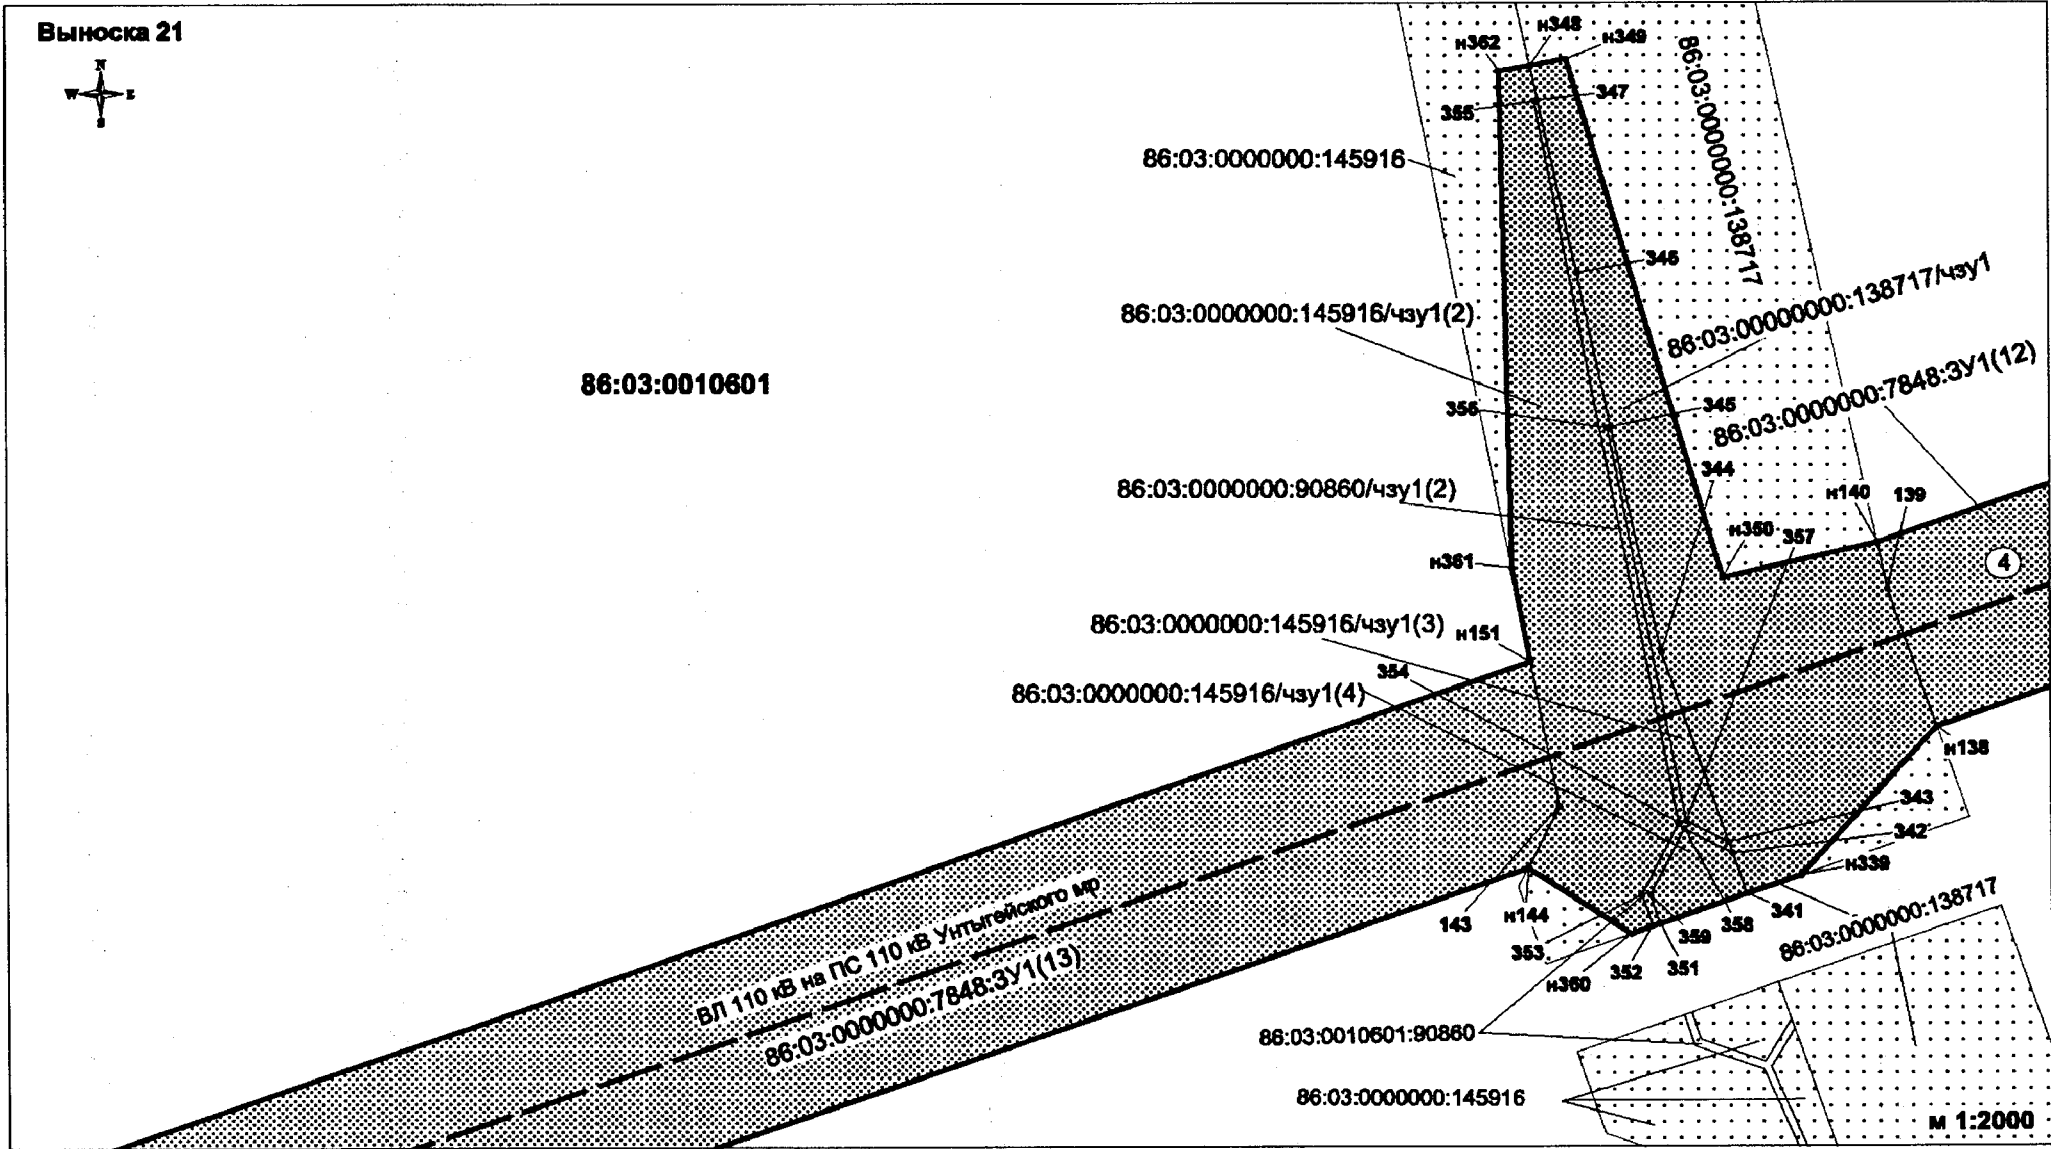 Выноска 21
N
W E
S
н362
н348
н349
355
347
86:03:0000000:138717
86:03:0000000:145916
346
86:03:00000000:138717/чзу1
86:03:0000000:145916/чзу1(2)
86:03:0010601
356
345
86:03:0000000:7848:ЗУ1(12)
344
86:03:0000000:90860/чзу1(2)
н140
139
н350
357
н361
4
86:03:0000000:145916/чзу1(3)
н151
354
86:03:0000000:145916/чзу1(4)
н138
343
342
н339
ВЛ 110 кВ на ПС 110 кВ Унтыгейского мр
86:03:0000000:7848:ЗУ1(13)
143
н144
353
н360
352
351
359
358
341
86:03:0000000:138717
86:03:0010601:90860
86:03:0000000:145916
м 1:2000